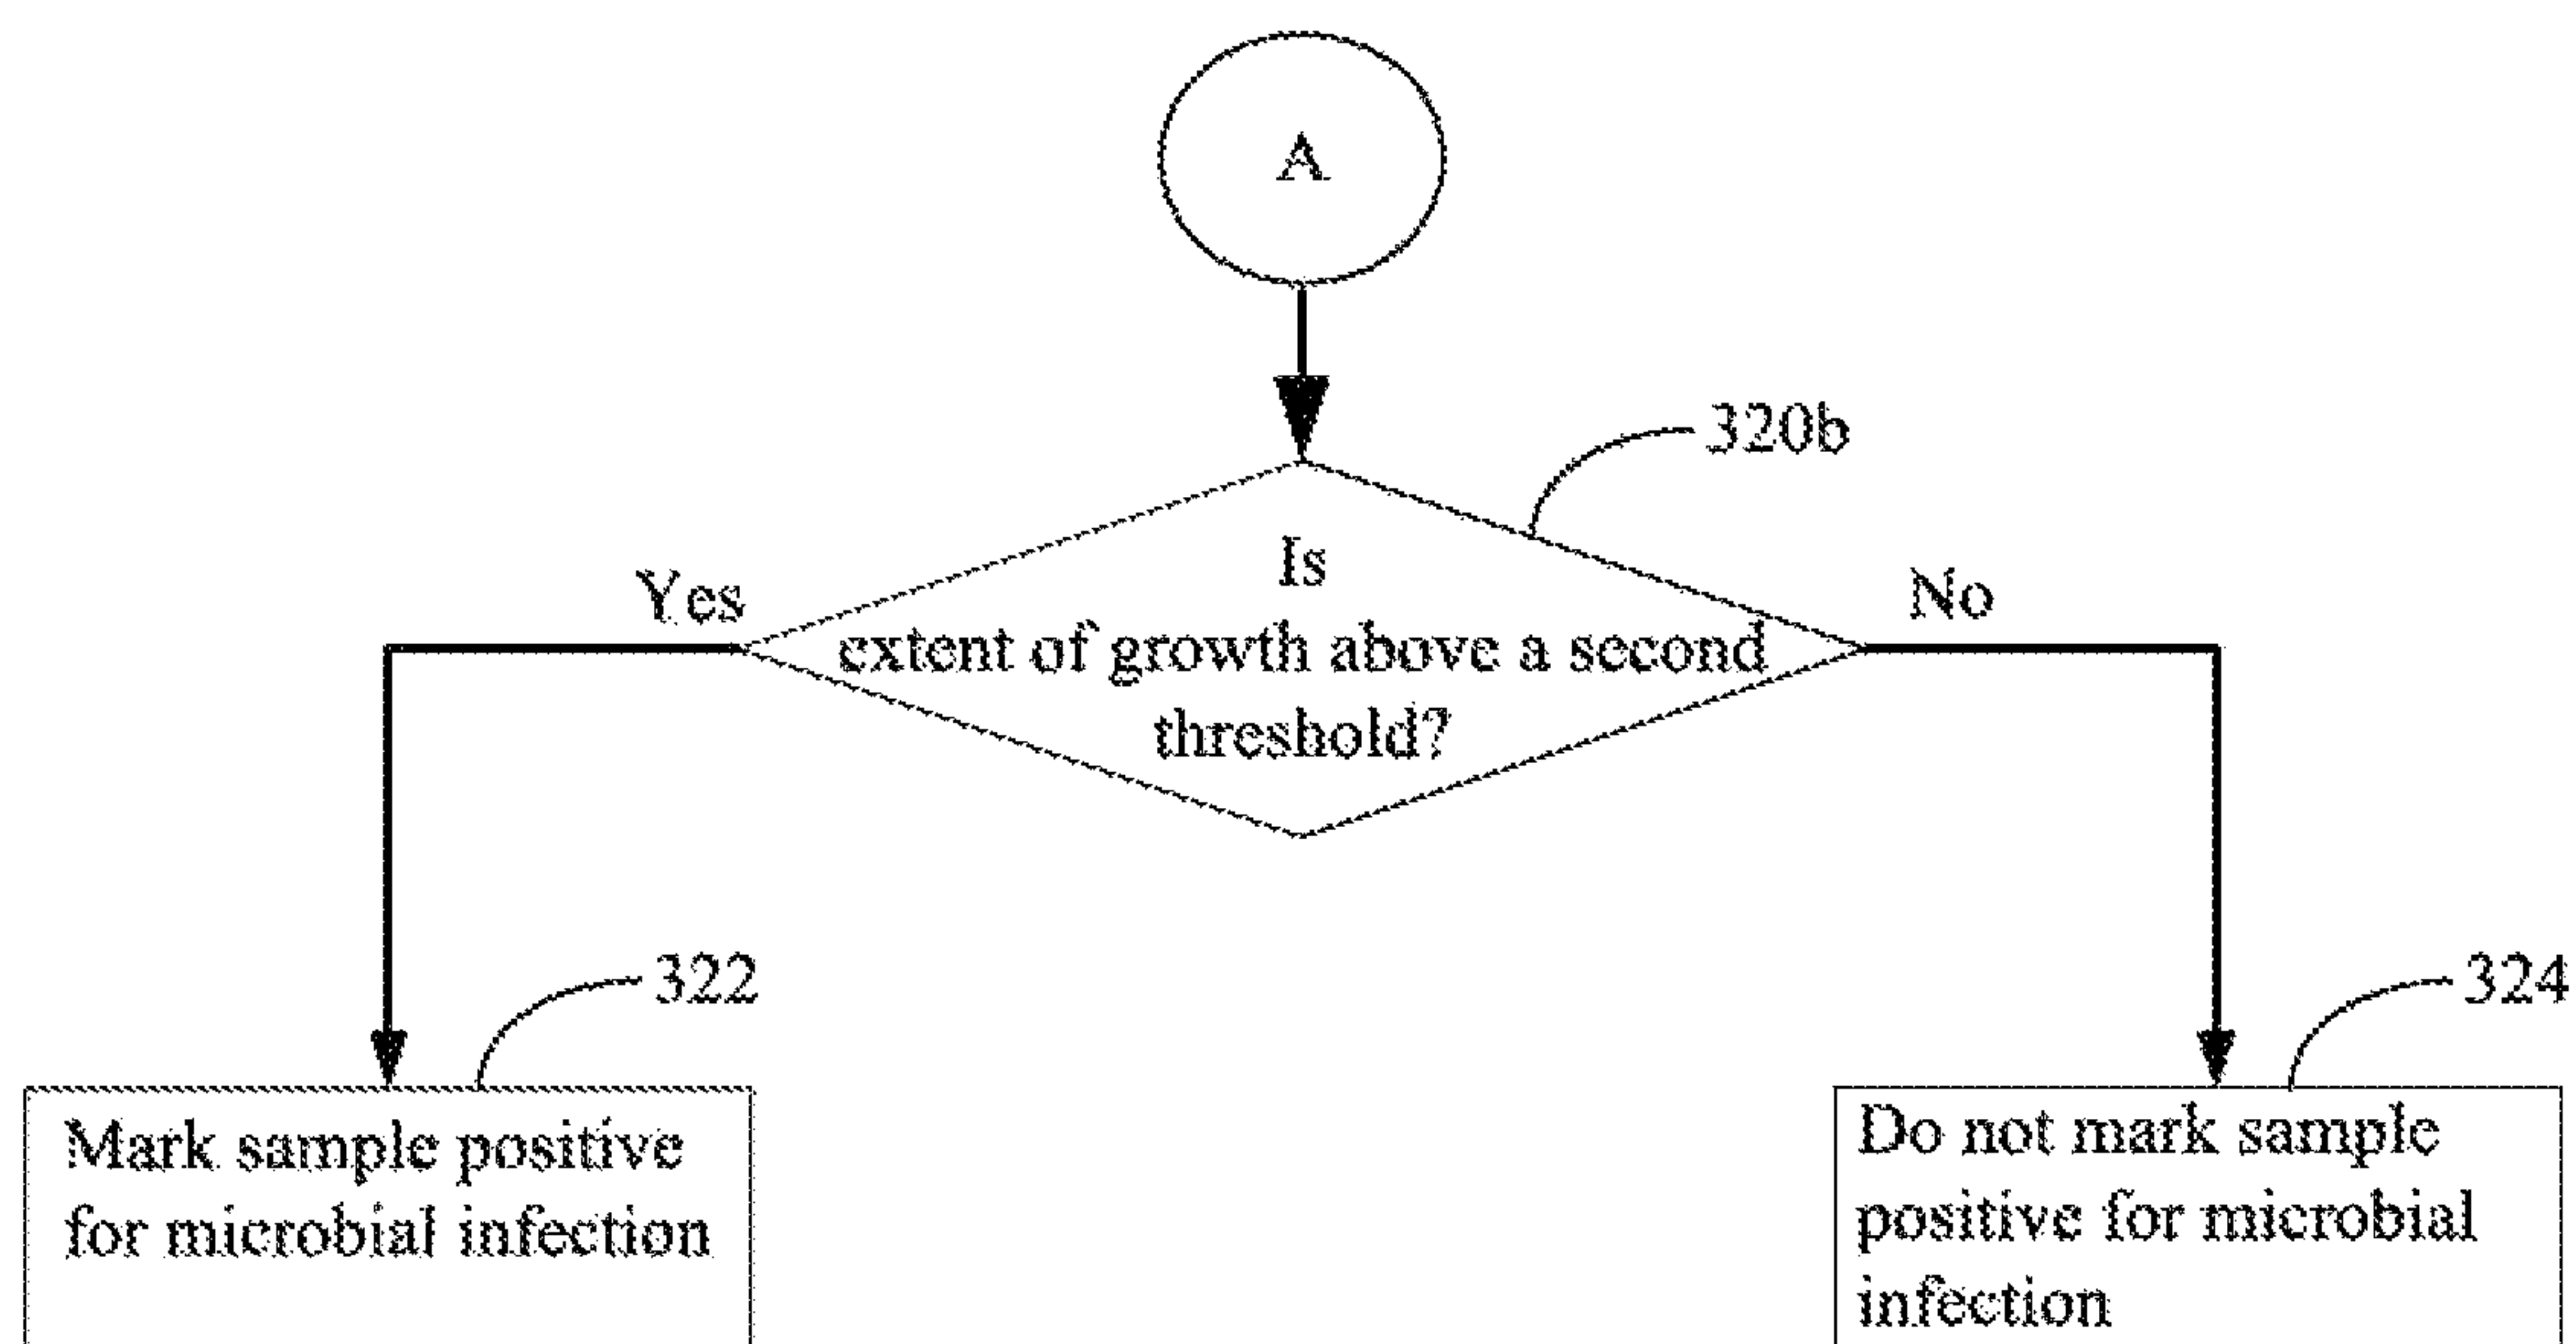 A
320b
Is
Yes
No
extent of growth above a second
threshold?
322
324
Mark sample positive
for microbial infection
Do not mark sample
positive for microbial
infection